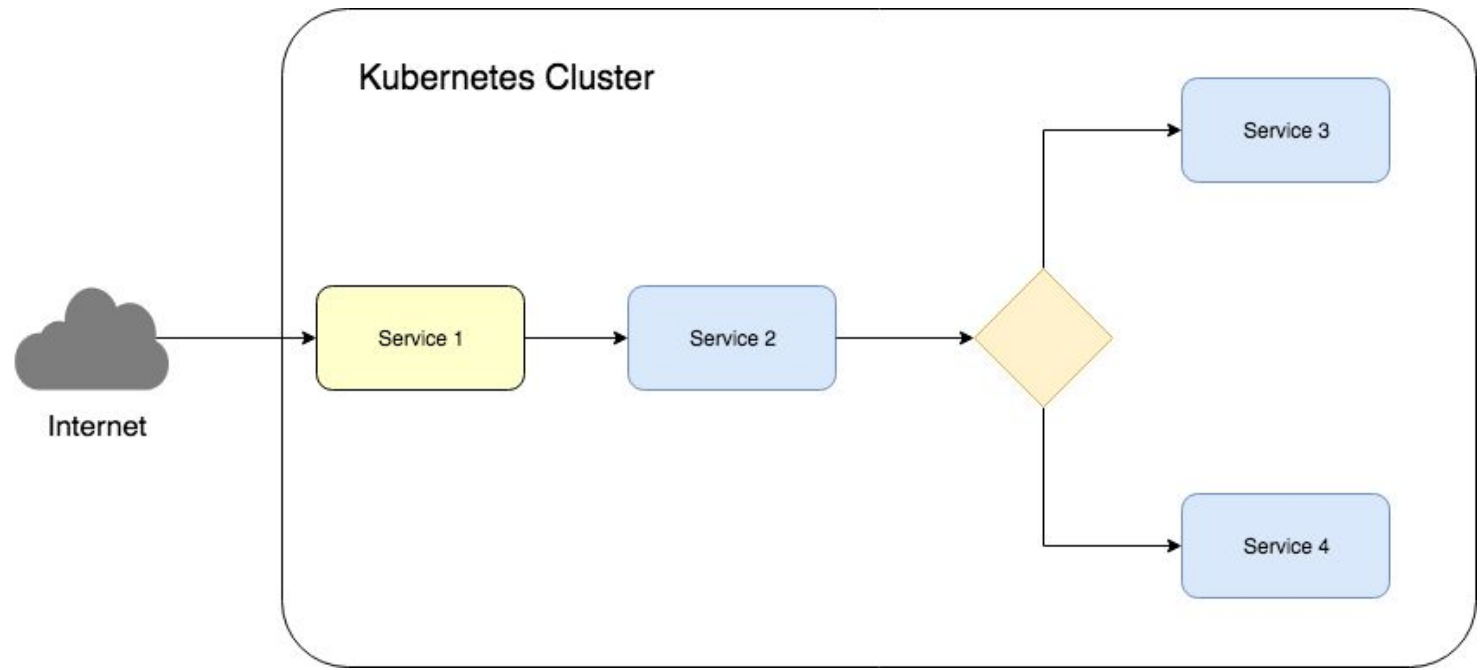 Kubernetes Cluster
Service 3
Service 1
Service 2
Internet
Service 4